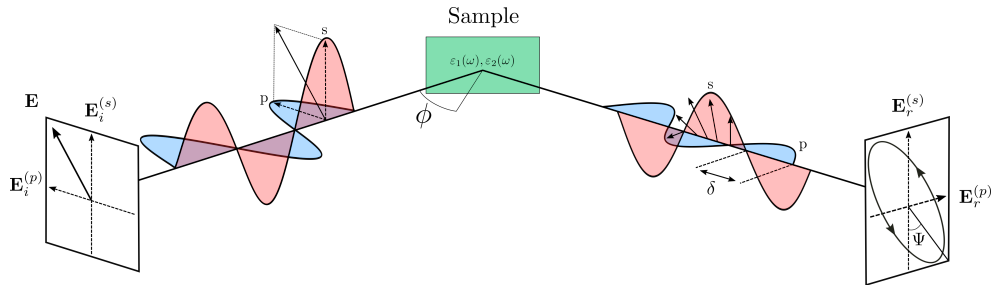 Sample
ε₁(ω), ε₂(ω)
s
p
ϕ
E
E_i^(s)
E_i^(p)
s
p
δ
E_r^(s)
E_r^(p)
Ψ